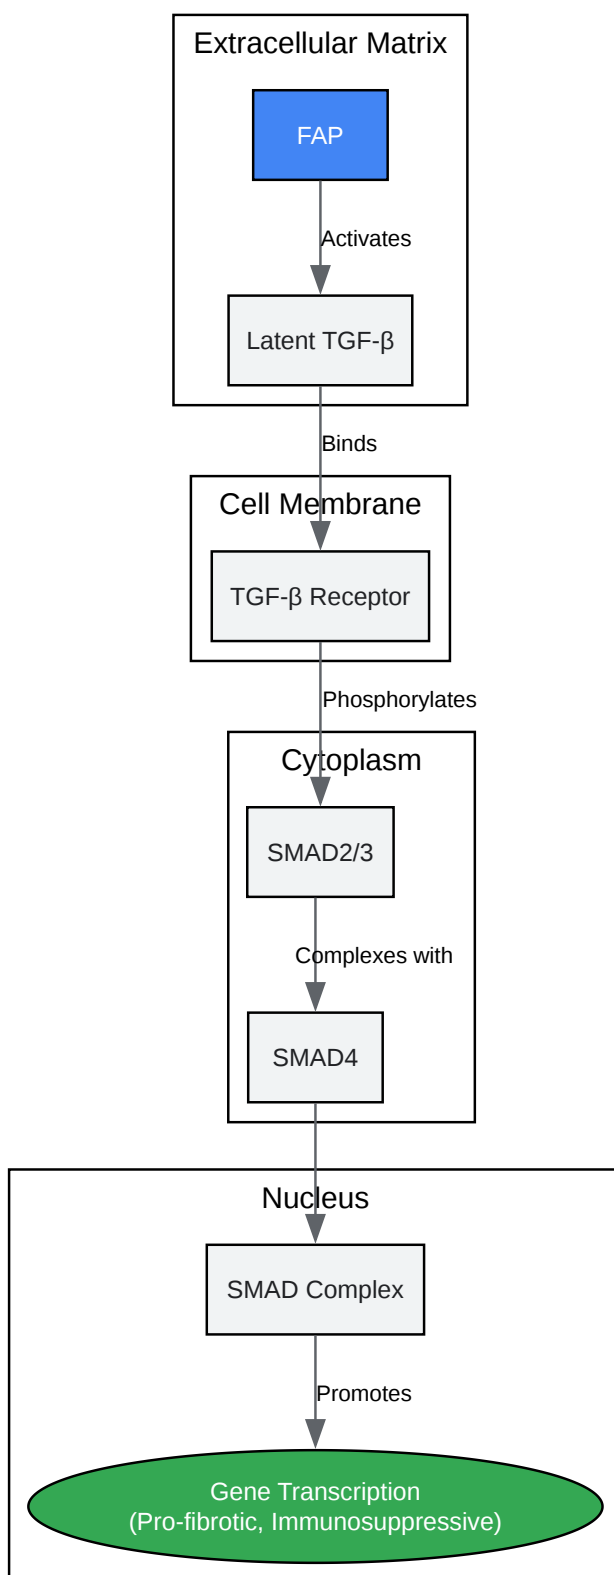 Extracellular Matrix
FAP
Activates
Latent TGF-β
Binds
Cell Membrane
TGF-β Receptor
Phosphorylates
Cytoplasm
SMAD2/3
Complexes with
SMAD4
Nucleus
SMAD Complex
Promotes
Gene Transcription
(Pro-fibrotic, Immunosuppressive)